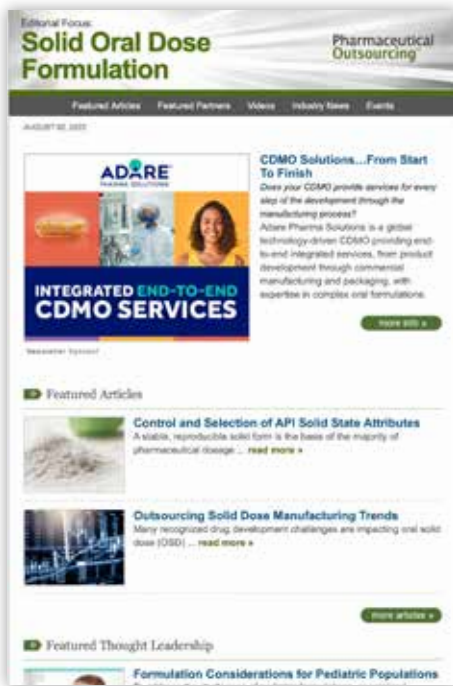 Editorial Focus:
Solid Oral Dose
Formulation
Pharmaceutical
Outsourcing
Featured Articles Featured Partners Videos Industry News Events
ADARE
PHARMA SOLUTIONS
INTEGRATED END-TO-END
CDMO SERVICES
Newsletter Sponsor
CDMO Solutions...From Start
To Finish
Does your CDMO provide services for every
step of the development through the
manufacturing process?
Adare Pharma Solutions is a global
technology-driven CDMO providing end-
to-end integrated services, from product
development through commercial
manufacturing and packaging, with
expertise in complex oral formulations.
more info »
Featured Articles
Control and Selection of API Solid State Attributes
A stable, reproducible solid form is the basis of the majority of
pharmaceutical dosage ... read more »
Outsourcing Solid Dose Manufacturing Trends
Many recognized drug development challenges are impacting oral solid
dose (OSD) ... read more »
more articles »
Featured Thought Leadership
Formulation Considerations for Pediatric Populations